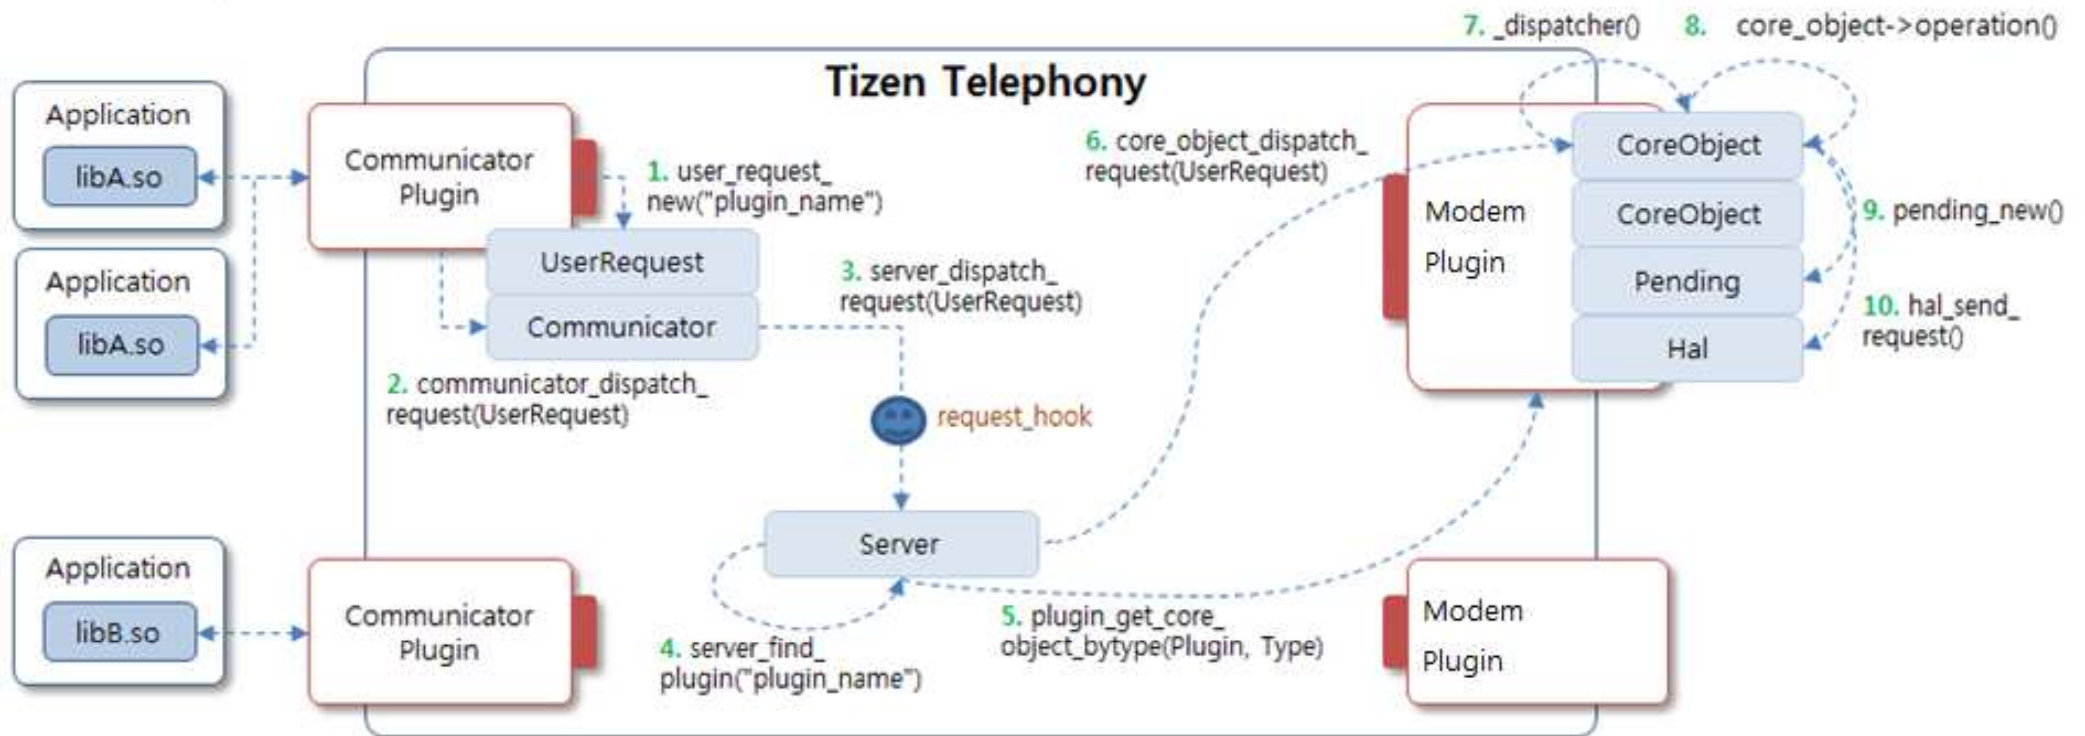 7. _dispatcher()
8. core_object->operation()
Tizen Telephony
Application
libA.so
Communicator
Plugin
1. user_request_
new("plugin_name")
6. core_object_dispatch_
request(UserRequest)
CoreObject
Modem
Plugin
CoreObject
9. pending_new()
Application
libA.so
UserRequest
Communicator
3. server_dispatch_
request(UserRequest)
Pending
Hal
10. hal_send_
request()
2. communicator_dispatch_
request(UserRequest)
request_hook
Server
Application
libB.so
Communicator
Plugin
4. server_find_
plugin("plugin_name")
5. plugin_get_core_
object_bytype(Plugin, Type)
Modem
Plugin